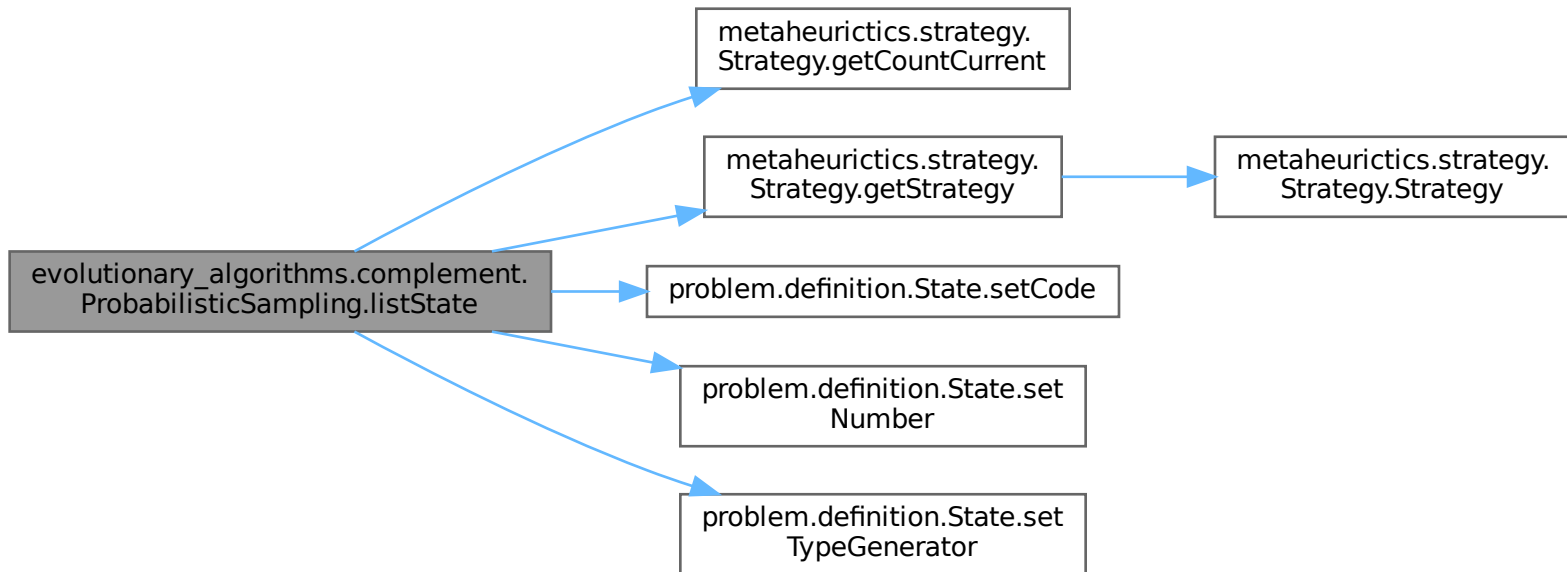 metaheurictics.strategy.
Strategy.getCountCurrent
metaheurictics.strategy.
Strategy.getStrategy
metaheurictics.strategy.
Strategy.Strategy
evolutionary_algorithms.complement.
ProbabilisticSampling.listState
problem.definition.State.setCode
problem.definition.State.set
Number
problem.definition.State.set
TypeGenerator